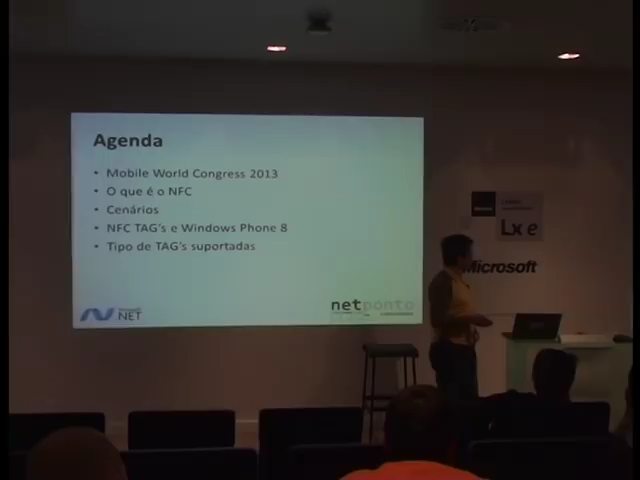 Agenda
• Mobile World Congress 2013
• O que é o NFC
• Cenários
• NFC TAG's e Windows Phone 8
• Tipo de TAG's suportadas
NET
netponto
Lx e
Microsoft